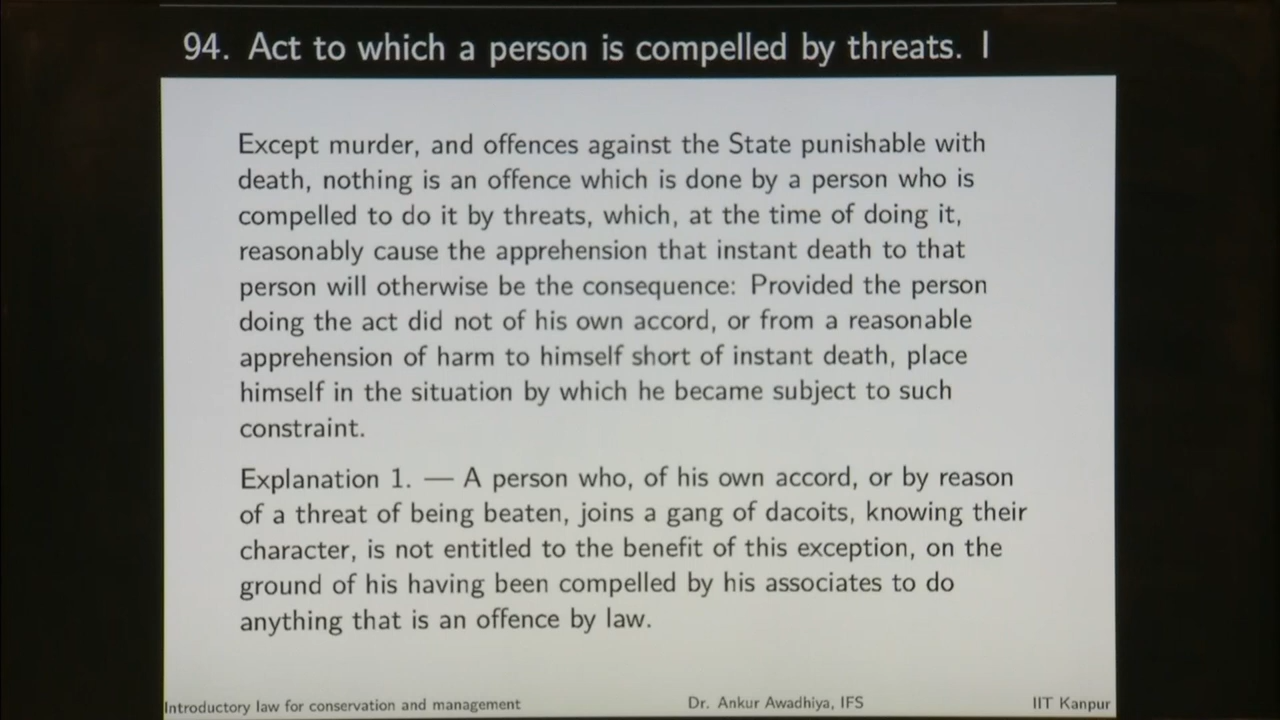 94. Act to which a person is compelled by threats. I
Except murder, and offences against the State punishable with
death, nothing is an offence which is done by a person who is
compelled to do it by threats, which, at the time of doing it,
reasonably cause the apprehension that instant death to that
person will otherwise be the consequence: Provided the person
doing the act did not of his own accord, or from a reasonable
apprehension of harm to himself short of instant death, place
himself in the situation by which he became subject to such
constraint.
Explanation 1. — A person who, of his own accord, or by reason
of a threat of being beaten, joins a gang of dacoits, knowing their
character, is not entitled to the benefit of this exception, on the
ground of his having been compelled by his associates to do
anything that is an offence by law.
Introductory law for conservation and management Dr. Ankur Awadhiya, IFS IIT Kanpur